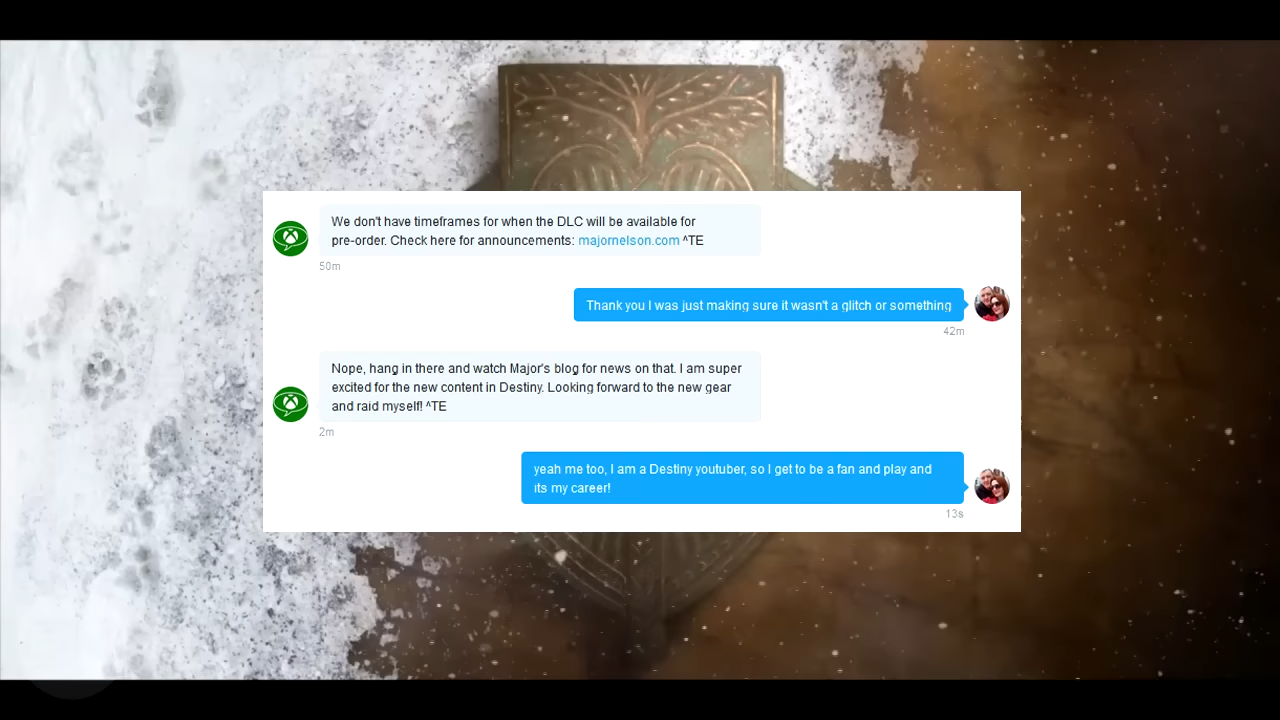 We don't have timeframes for when the DLC will be available for
pre-order. Check here for announcements: majornelson.com ^TE
50m
Thank you I was just making sure it wasn't a glitch or something
42m
Nope, hang in there and watch Major's blog for news on that. I am super
excited for the new content in Destiny. Looking forward to the new gear
and raid myself! ^TE
2m
yeah me too, I am a Destiny youtuber, so I get to be a fan and play and
its my career!
13s